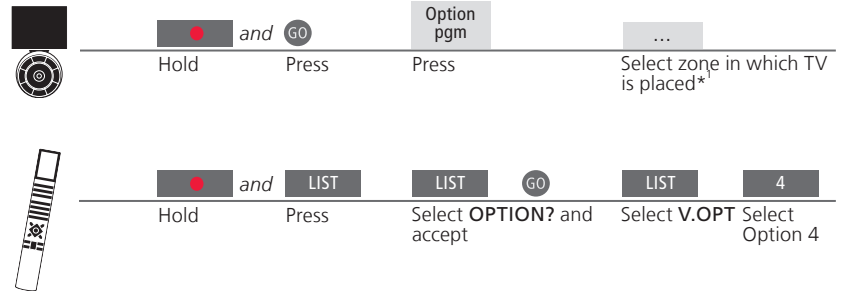 Option
pgm
and GO ...
Hold Press Press Select zone in which TV
is placed*1
and LIST LIST GO LIST 4
Hold Press Select OPTION? and Select V.OPT Select
accept Option 4